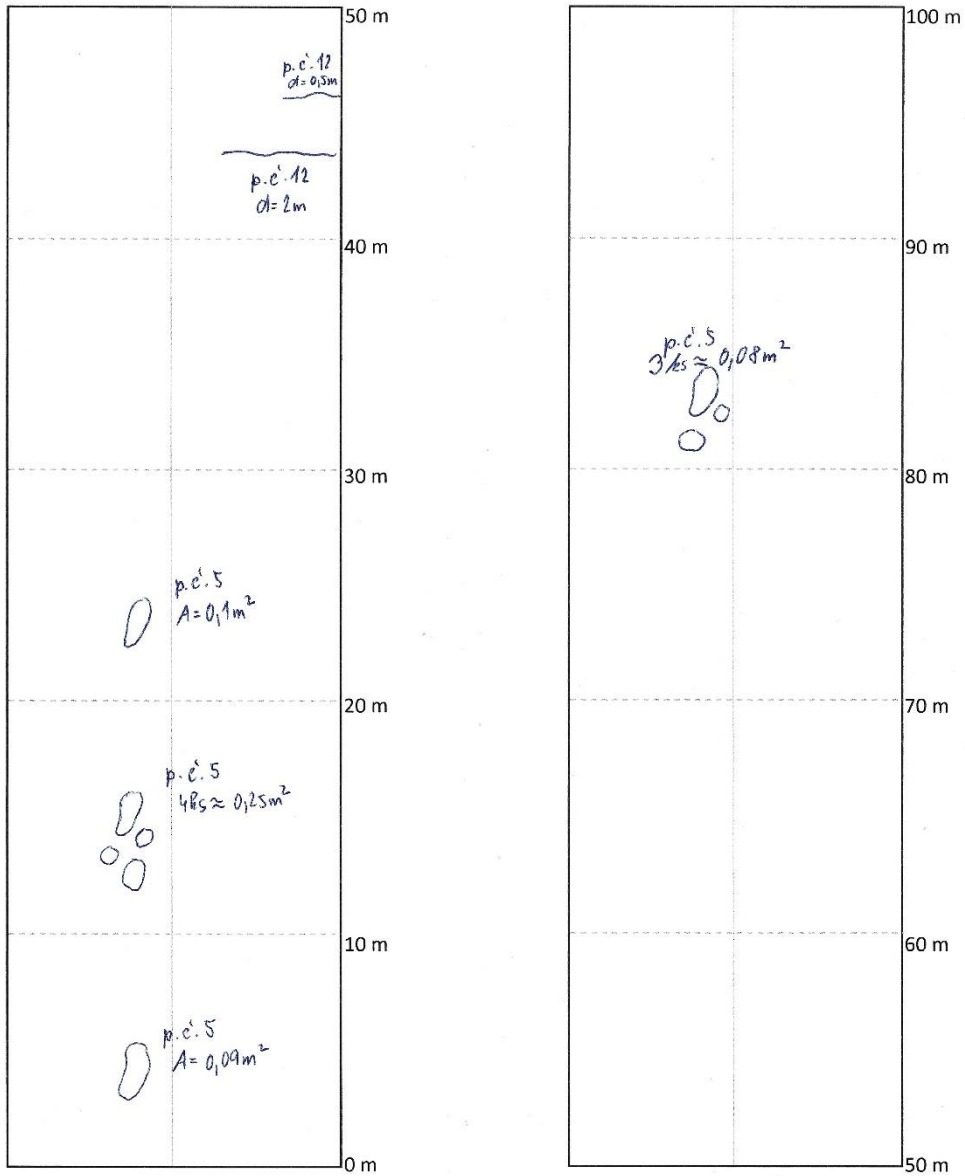 50 m
p.č.12
d=0,5m
p.č.12
d=2m
40 m
30 m
p.č.5
A=0,1m²
20 m
p.č.5
4ks≈0,25m²
10 m
p.č.5
A=0,09m²
0 m
100 m
90 m
p.č.5
3ks≈0,08m²
80 m
70 m
60 m
50 m